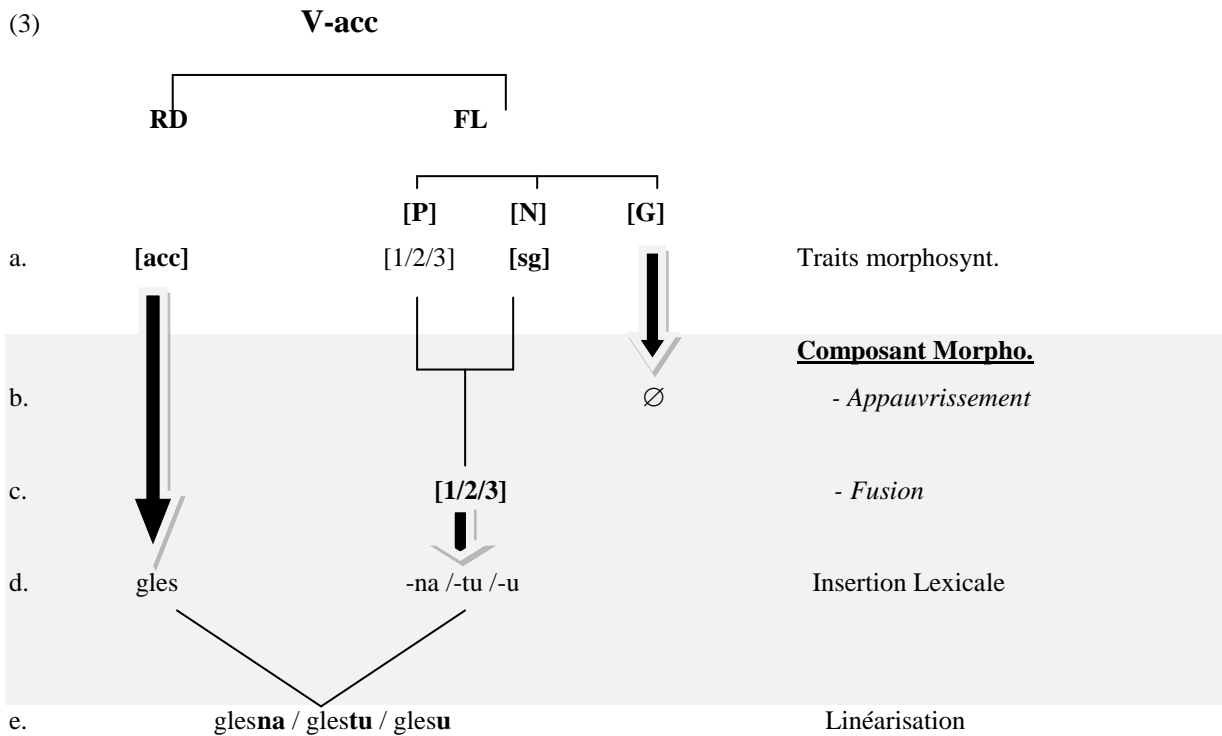 (3) V-acc
RD FL
[P] [N] [G]
a. [acc] [1/2/3] [sg] Traits morphosynt.
Composant Morpho.
b. ∅ - Appauvrissement
c. [1/2/3] - Fusion
d. gles -na /-tu /-u Insertion Lexicale
e. glesna / glestu / glesu Linéarisation